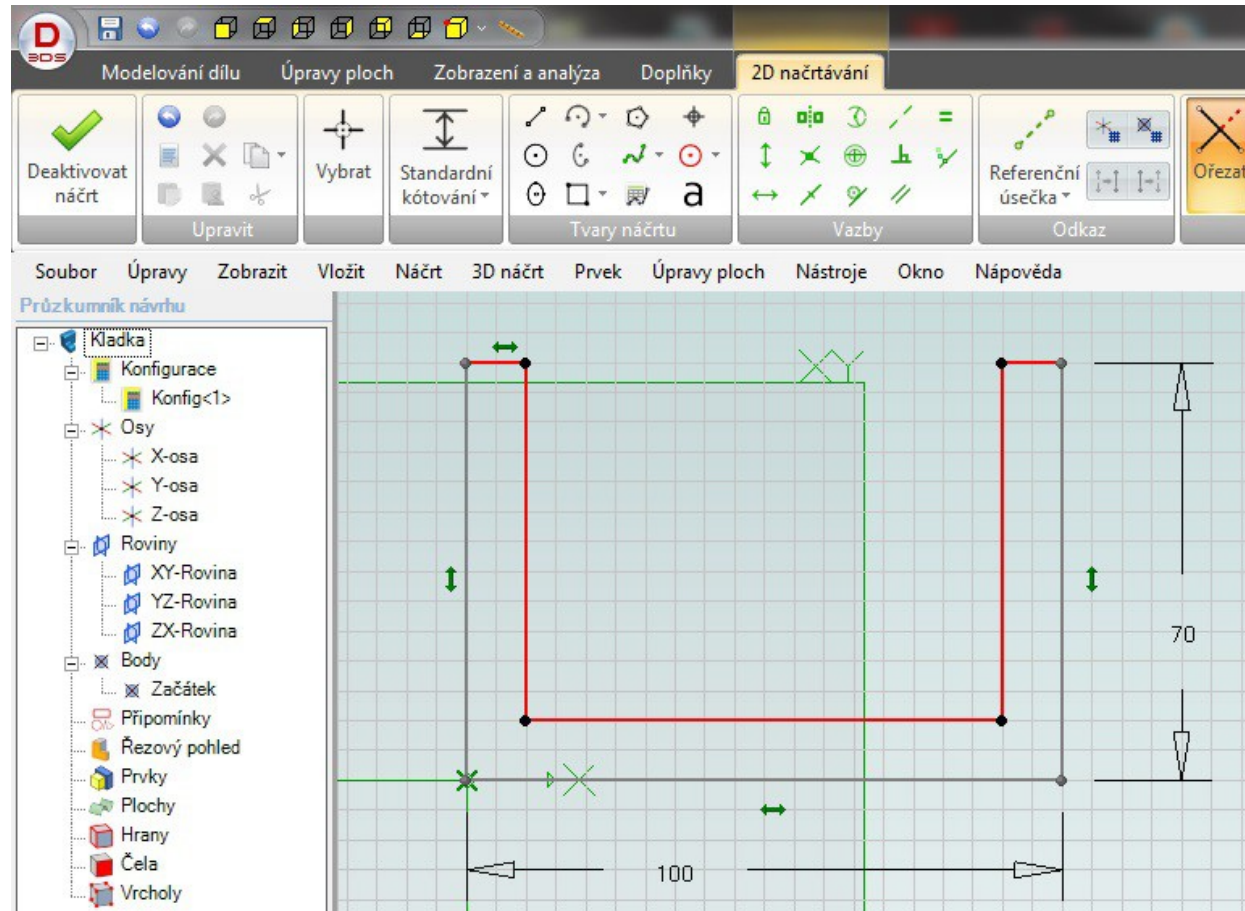 D
3DS
Modelování dílu Úpravy ploch Zobrazení a analýza Doplňky 2D načrtávání
Deaktivovat
náčrt
Vybrat
Standardní
kótování
a
Referenční
úsečka
Ořezat
Upravit Tvary náčrtu Vazby Odkaz
Soubor Úpravy Zobrazit Vložit Náčrt 3D náčrt Prvek Úpravy ploch Nástroje Okno Nápověda
Průzkumník návrhu
Kladka
Konfigurace
Konfig<1>
Osy
X-osa
Y-osa
Z-osa
Roviny
XY-Rovina
YZ-Rovina
ZX-Rovina
Body
Začátek
Připomínky
Řezový pohled
Prvky
Plochy
Hrany
Čela
Vrcholy
XY
X
70
100